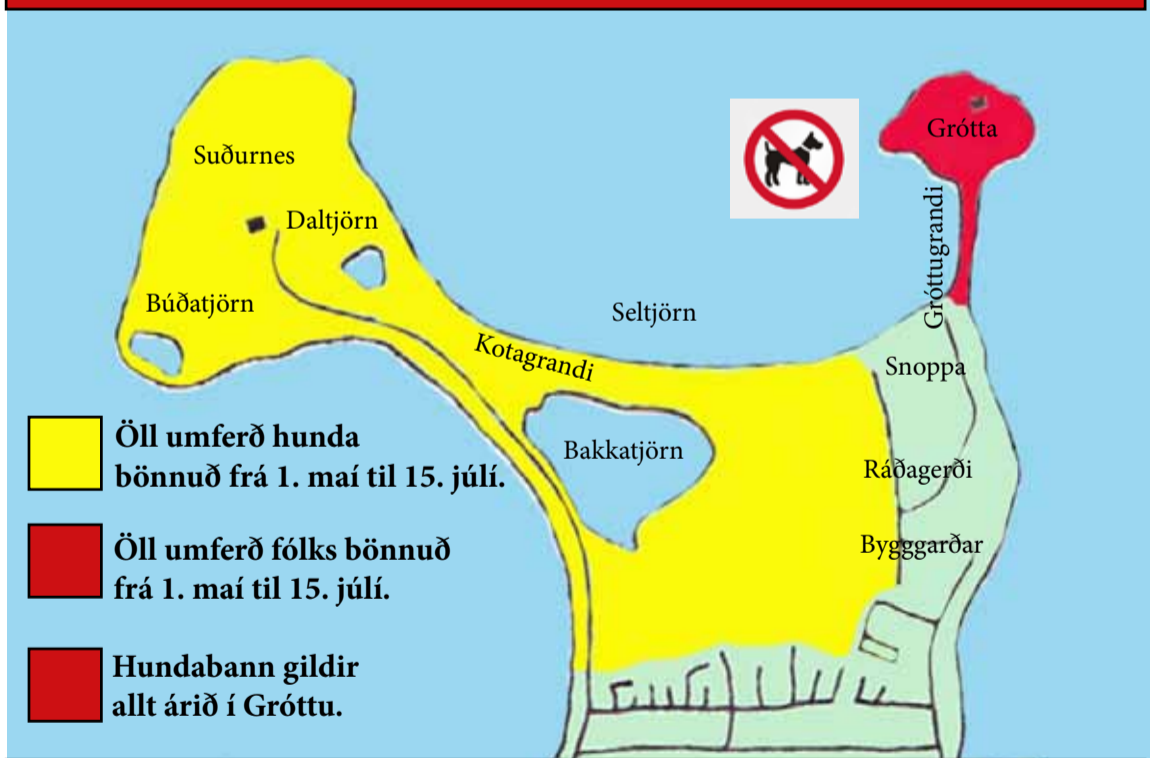 Grótta
Suðurnes
Gróttugrandi
Daltjörn
Búðatjörn
Seltjörn
Kotagrandi
Snoppa
Bakkatjörn
Ráðagerði
Bygggarðar
Öll umferð hunda
bönnuð frá 1. maí til 15. júlí.
Öll umferð fólks bönnuð
frá 1. maí til 15. júlí.
Hundabann gildir
allt árið í Gróttu.